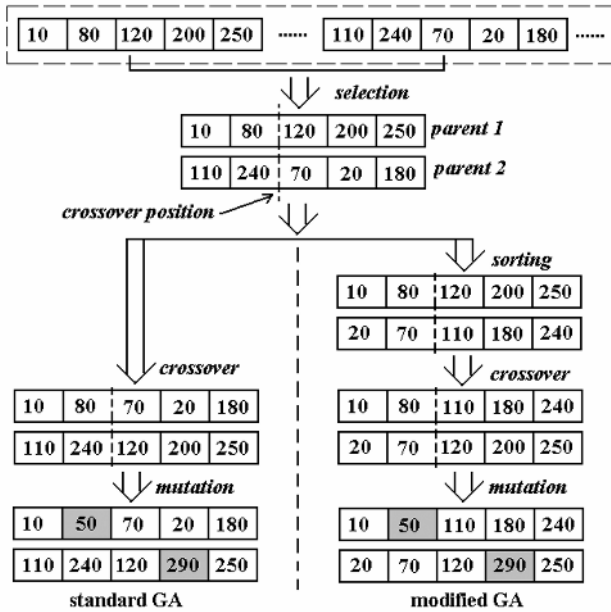 10 80 120 200 250 ...... 110 240 70 20 180 ......
selection
10 80 120 200 250 parent 1
110 240 70 20 180 parent 2
crossover position
sorting
10 80 120 200 250
20 70 110 180 240
crossover
crossover
10 80 70 20 180
10 80 110 180 240
110 240 120 200 250
20 70 120 200 250
mutation
mutation
10 50 70 20 180
10 50 110 180 240
110 240 120 290 250
20 70 120 290 250
standard GA
modified GA